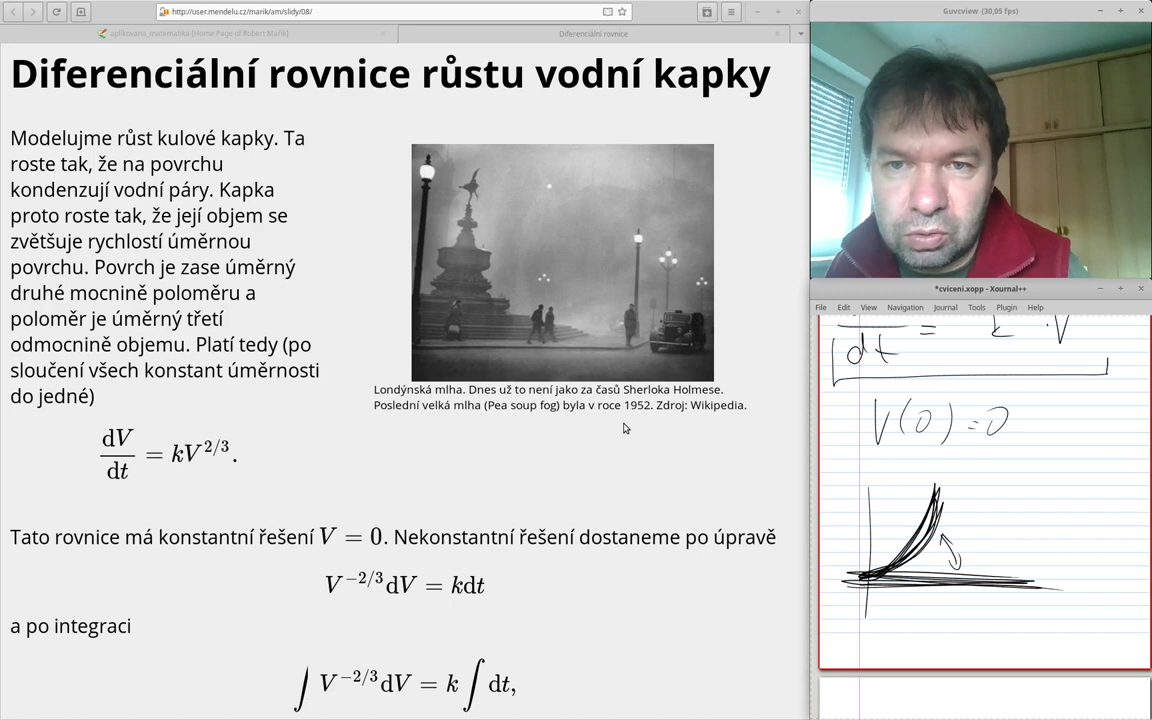 http://user.mendelu.cz/marik/am/slidy/08/
aplikovana_matematika (Home Page of Robert Mařík)
Diferenciální rovnice
Diferenciální rovnice růstu vodní kapky
Modelujme růst kulové kapky. Ta
roste tak, že na povrchu
kondenzují vodní páry. Kapka
proto roste tak, že její objem se
zvětšuje rychlostí úměrnou
povrchu. Povrch je zase úměrný
druhé mocnině poloměru a
poloměr je úměrný třetí
odmocnině objemu. Platí tedy (po
sloučení všech konstant úměrnosti
do jedné)
dV/dt = kV^{2/3}.
Londýnská mlha. Dnes už to není jako za časů Sherloka Holmese.
Poslední velká mlha (Pea soup fog) byla v roce 1952. Zdroj: Wikipedia.
Tato rovnice má konstantní řešení V = 0. Nekonstantní řešení dostaneme po úpravě
V^{-2/3}dV = kdt
a po integraci
∫ V^{-2/3}dV = k ∫ dt,
Guvcview (30,05 fps)
*cviceni.xopp - Xournal++
File Edit View Navigation Journal Tools Plugin Help
dt
V(0)=0